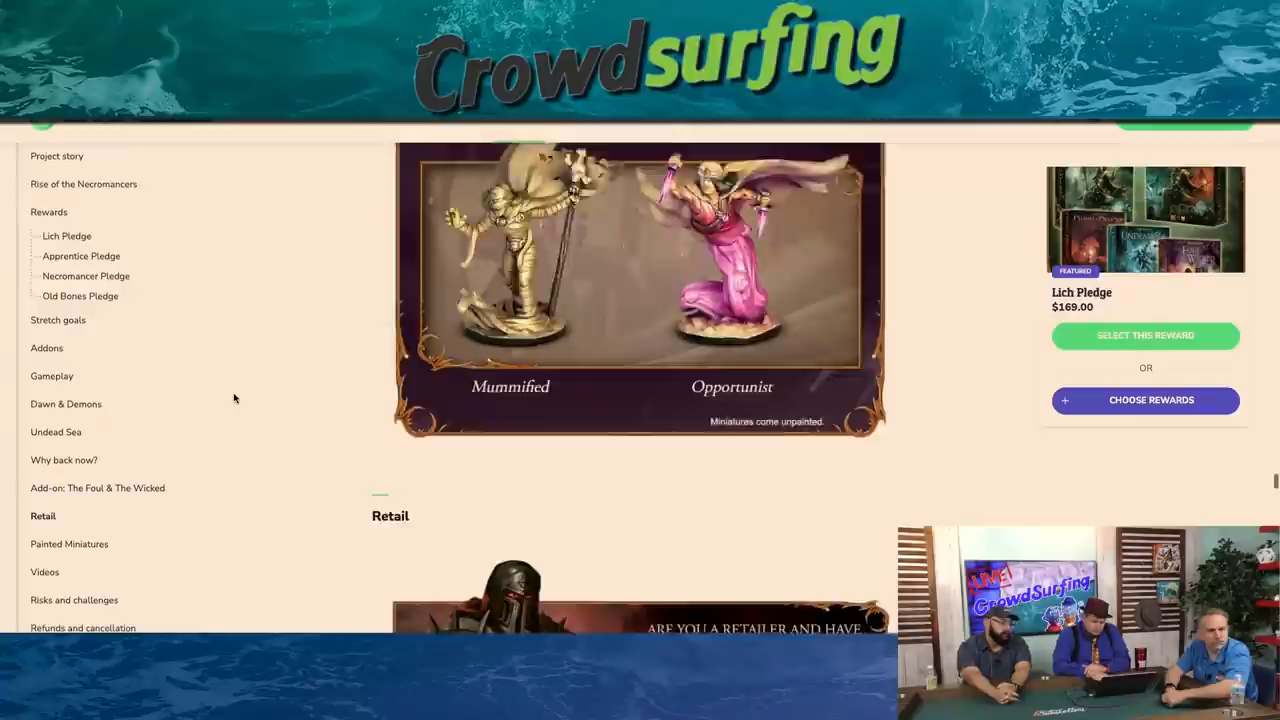 Crowdsurfing
Project story
Rise of the Necromancers
Rewards
Lich Pledge
Apprentice Pledge
Necromancer Pledge
Old Bones Pledge
Stretch goals
Addons
Gameplay
Dawn & Demons
Undead Sea
Why back now?
Add-on: The Foul & The Wicked
Retail
Painted Miniatures
Videos
Risks and challenges
Refunds and cancellation
Mummified
Opportunist
Miniatures come unpainted.
Retail
ARE YOU A RETAILER AND HAVE
UNDEAD SEA
FEATURED
Lich Pledge
$169.00
SELECT THIS REWARD
OR
+ CHOOSE REWARDS
LIVE!
CrowdSurfing